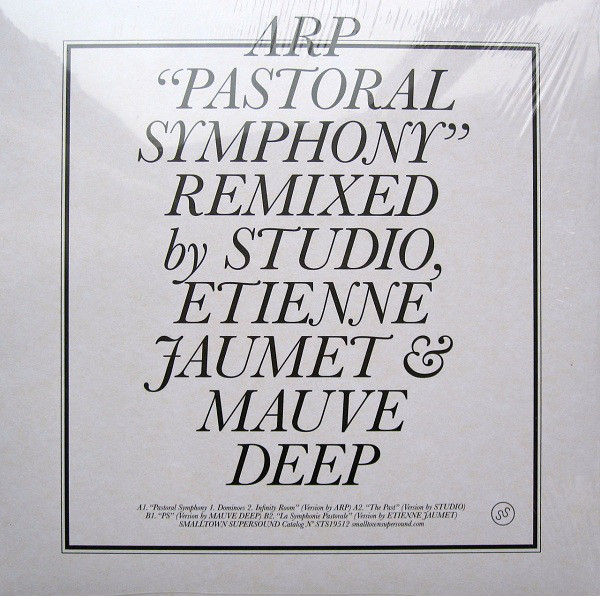 ARP
“PASTORAL
SYMPHONY”
REMIXED
by STUDIO,
ETIENNE
JAUMET &
MAUVE
DEEP
A1. “Pastoral Symphony 1. Dominoes 2. Infinity Room” (Version by ARP) A2. “The Past” (Version by STUDIO)
B1. “PS” (Version by MAUVE DEEP) B2. “La Symphonie Pastorale” (Version by ETIENNE JAUMET)
SMALLTOWN SUPERSOUND Catalog N° STS19512 smalltownsupersound.com
SS